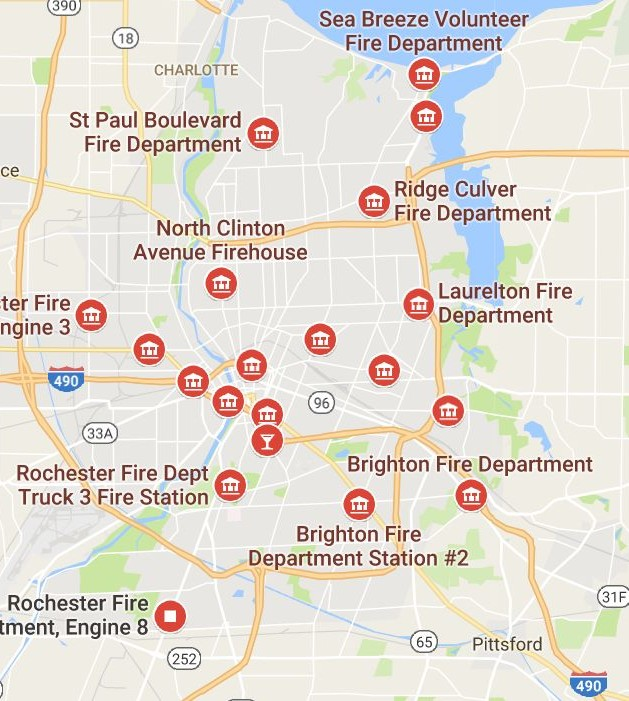 390
Sea Breeze Volunteer
Fire Department
18
CHARLOTTE
St Paul Boulevard
Fire Department
ce
Ridge Culver
Fire Department
North Clinton
Avenue Firehouse
ter Fire
ngine 3
Laurelton Fire
Department
490
96
33A
Brighton Fire Department
Rochester Fire Dept
Truck 3 Fire Station
Brighton Fire
Department Station #2
Rochester Fire
tment, Engine 8
31F
65
Pittsford
252
490